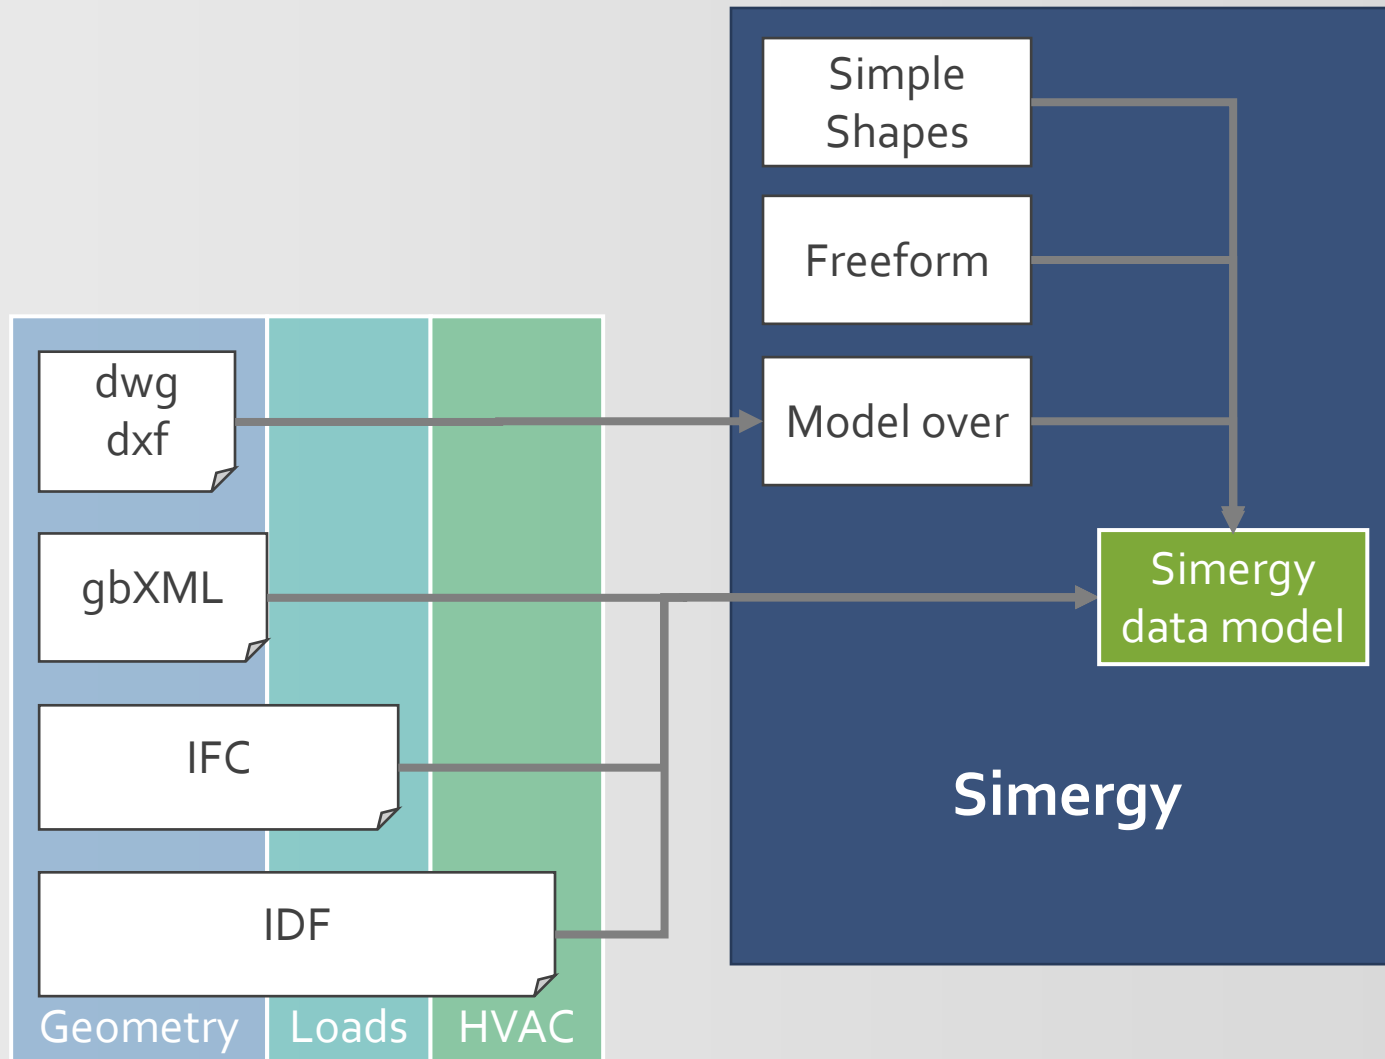 Simple
Shapes
Freeform
Model over
dwg
dxf
gbXML
IFC
IDF
Geometry
Loads
HVAC
Simergy
data model
Simergy